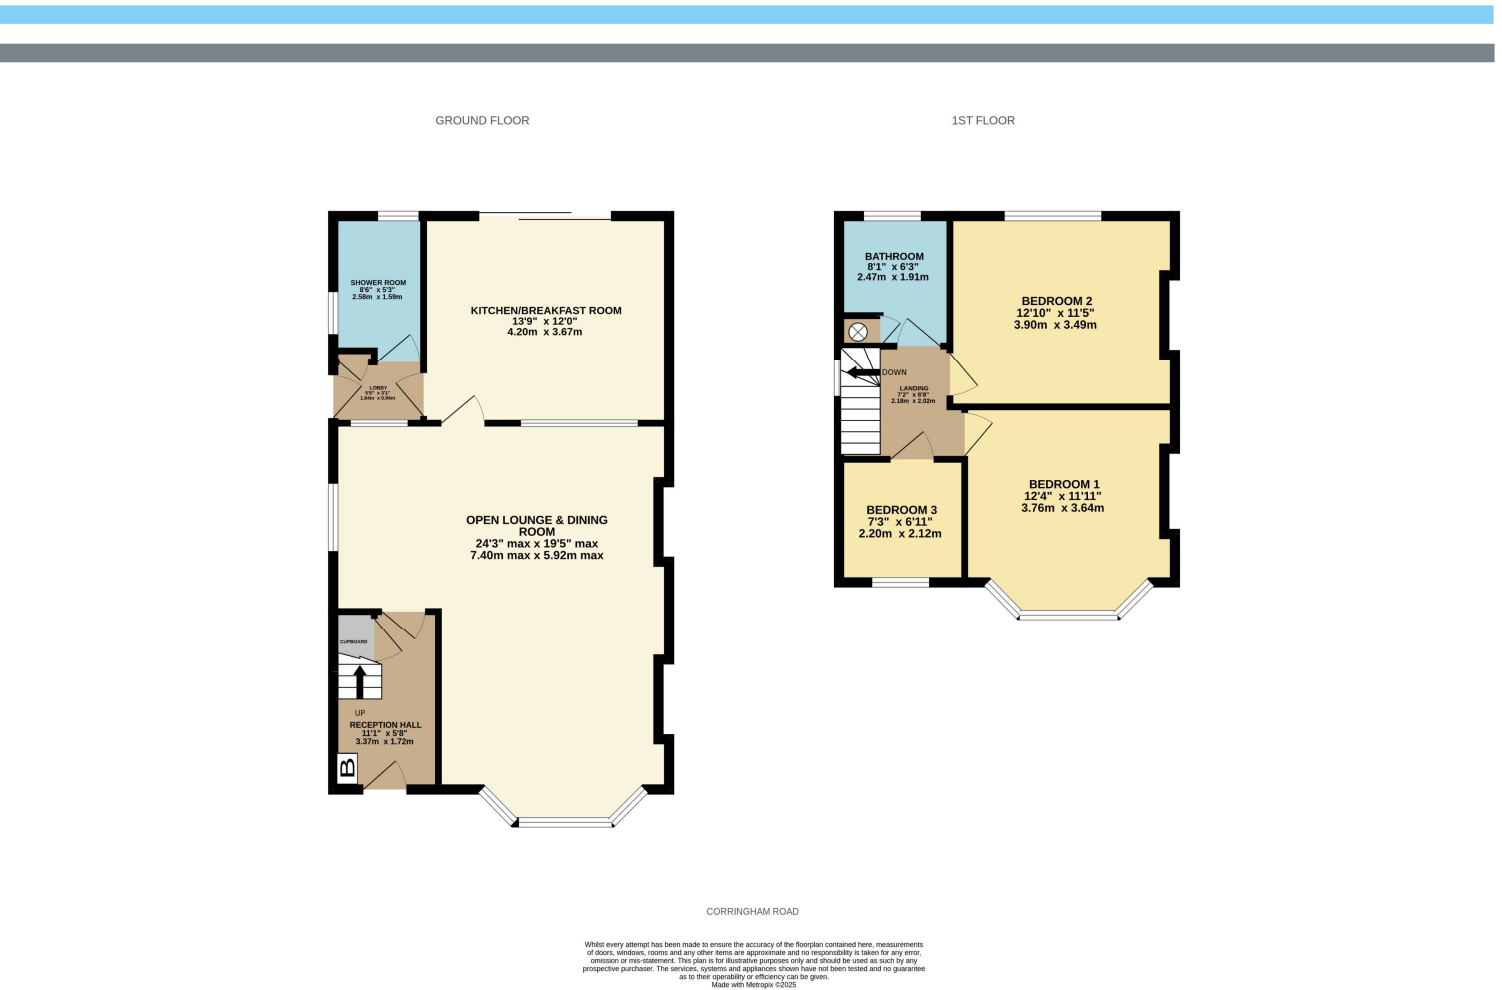 GROUND FLOOR
1ST FLOOR
SHOWER ROOM
8'6" x 5'3"
2.58m x 1.59m
KITCHEN/BREAKFAST ROOM
13'9" x 12'0"
4.20m x 3.67m
LOBBY
5'5" x 3'1"
1.64m x 0.94m
OPEN LOUNGE & DINING
ROOM
24'3" max x 19'5" max
7.40m max x 5.92m max
CUPBOARD
UP
RECEPTION HALL
11'1" x 5'8"
3.37m x 1.72m
B
BATHROOM
8'1" x 6'3"
2.47m x 1.91m
BEDROOM 2
12'10" x 11'5"
3.90m x 3.49m
DOWN
LANDING
7'2" x 6'8"
2.18m x 2.02m
BEDROOM 1
12'4" x 11'11"
3.76m x 3.64m
BEDROOM 3
7'3" x 6'11"
2.20m x 2.12m
CORRINGHAM ROAD
Whilst every attempt has been made to ensure the accuracy of the floorplan contained here, measurements
of doors, windows, rooms and any other items are approximate and no responsibility is taken for any error,
omission or mis-statement. This plan is for illustrative purposes only and should be used as such by any
prospective purchaser. The services, systems and appliances shown have not been tested and no guarantee
as to their operability or efficiency can be given.
Made with Metropix ©2025